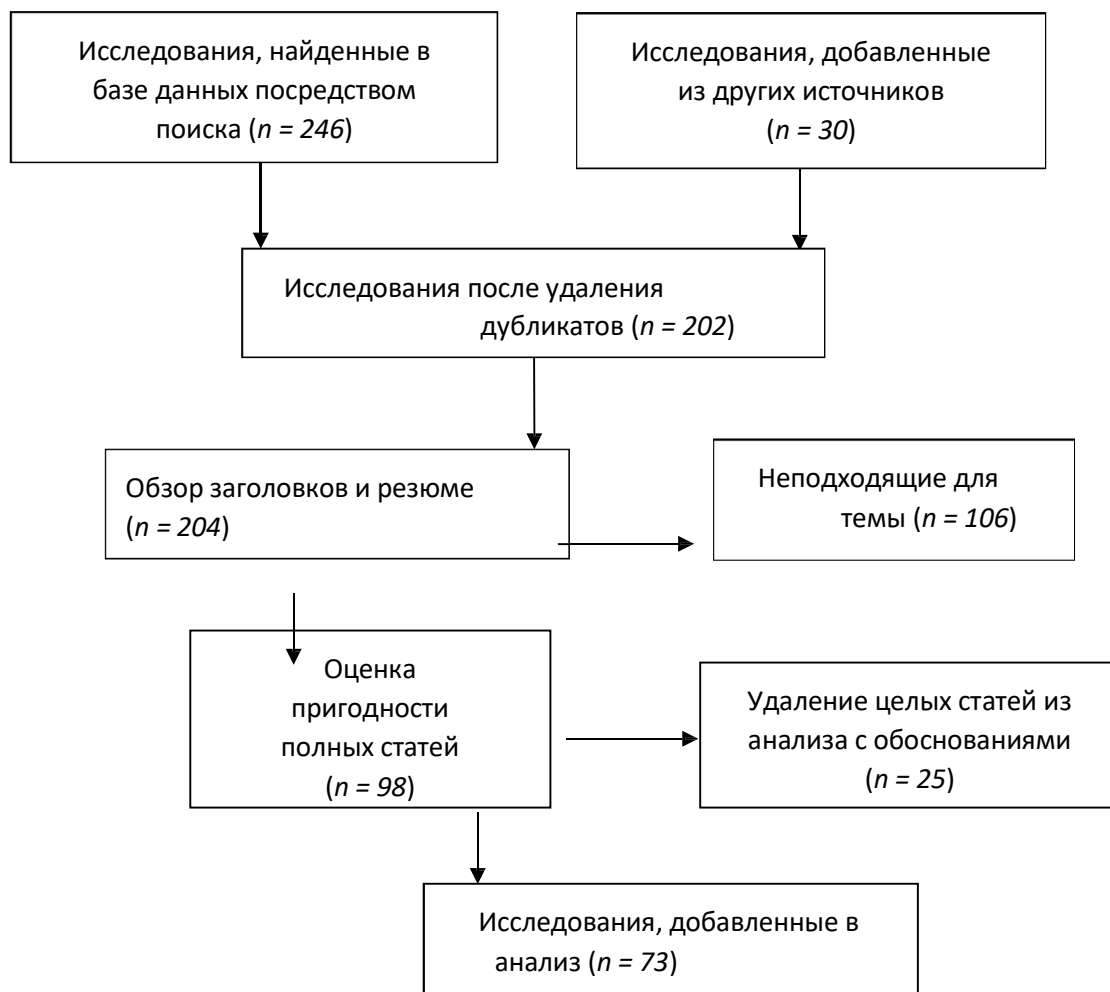 Исследования, найденные в
базе данных посредством
поиска (n = 246)
Исследования, добавленные
из других источников
(n = 30)
Исследования после удаления
дубликатов (n = 202)
Обзор заголовков и резюме
(n = 204)
Неподходящие для
темы (n = 106)
Оценка
пригодности
полных статей
(n = 98)
Удаление целых статей из
анализа с обоснованиями
(n = 25)
Исследования, добавленные в
анализ (n = 73)